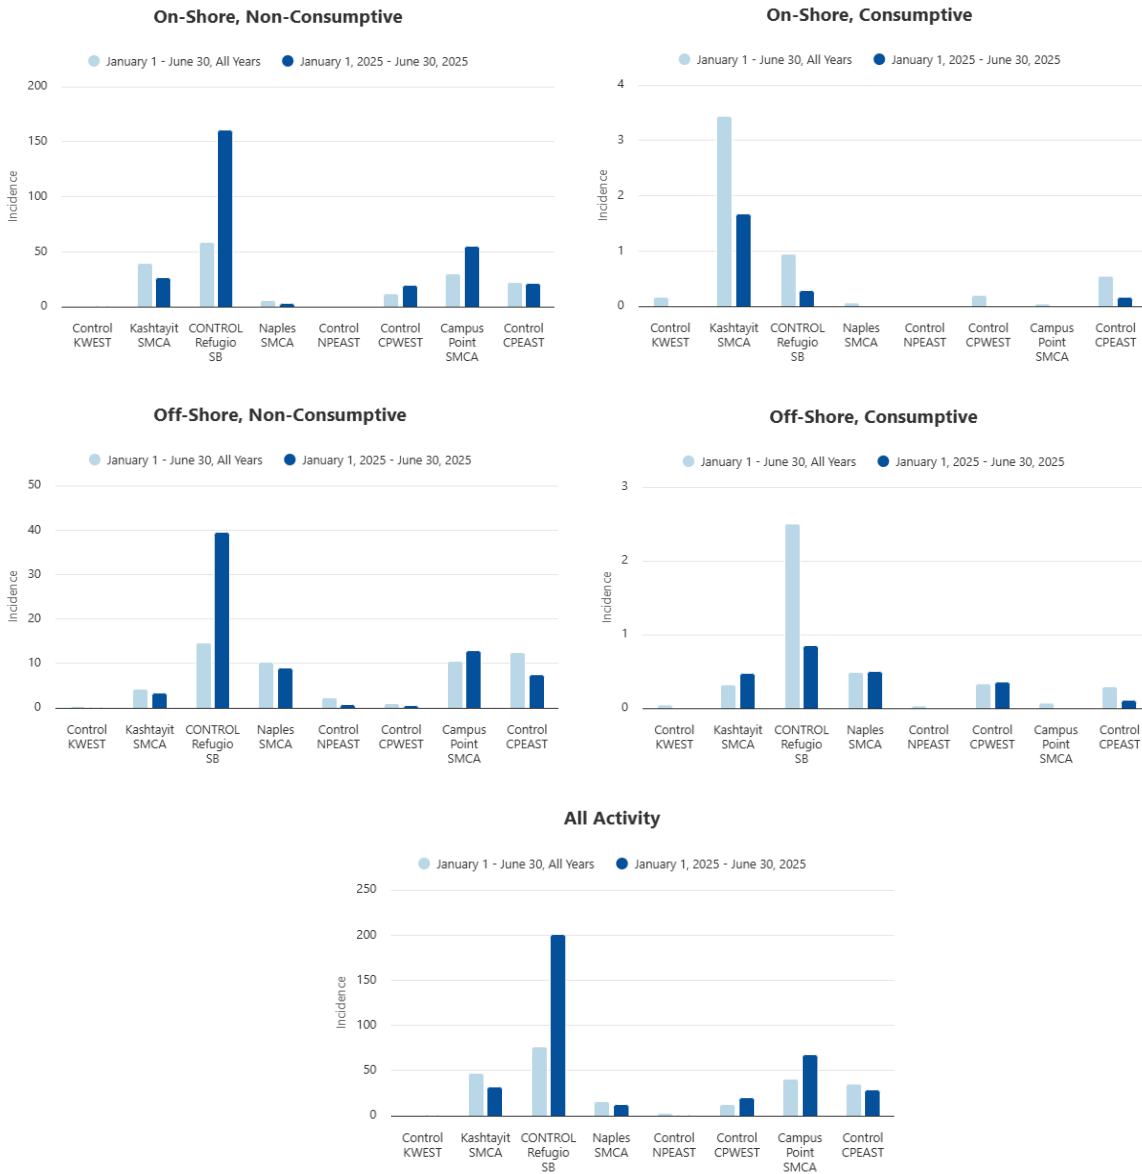 On-Shore, Non-Consumptive
January 1 - June 30, All Years
January 1, 2025 - June 30, 2025
Incidence
200
150
100
50
0
Control KWEST
Kashtayit SMCA
CONTROL Refugio SB
Naples SMCA
Control NPEAST
Control CPWEST
Campus Point SMCA
Control CPEAST
On-Shore, Consumptive
January 1 - June 30, All Years
January 1, 2025 - June 30, 2025
4
3
2
1
0
Control KWEST
Kashtayit SMCA
CONTROL Refugio SB
Naples SMCA
Control NPEAST
Control CPWEST
Campus Point SMCA
Control CPEAST
Off-Shore, Non-Consumptive
January 1 - June 30, All Years
January 1, 2025 - June 30, 2025
Incidence
50
40
30
20
10
0
Control KWEST
Kashtayit SMCA
CONTROL Refugio SB
Naples SMCA
Control NPEAST
Control CPWEST
Campus Point SMCA
Control CPEAST
Off-Shore, Consumptive
January 1 - June 30, All Years
January 1, 2025 - June 30, 2025
Incidence
3
2
1
0
Control KWEST
Kashtayit SMCA
CONTROL Refugio SB
Naples SMCA
Control NPEAST
Control CPWEST
Campus Point SMCA
Control CPEAST
All Activity
January 1 - June 30, All Years
January 1, 2025 - June 30, 2025
Incidence
250
200
150
100
50
0
Control KWEST
Kashtayit SMCA
CONTROL Refugio SB
Naples SMCA
Control NPEAST
Control CPWEST
Campus Point SMCA
Control CPEAST